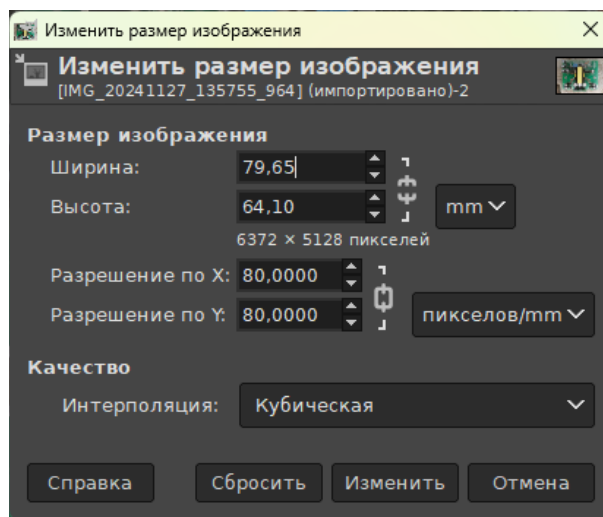 Изменить размер изображения
Изменить размер изображения
[IMG_20241127_135755_964] (импортировано)-2
Размер изображения
Ширина: 79,65
Высота: 64,10 mm
6372 × 5128 пикселей
Разрешение по X: 80,0000
Разрешение по Y: 80,0000 пикселов/mm
Качество
Интерполяция: Кубическая
Справка Сбросить Изменить Отмена